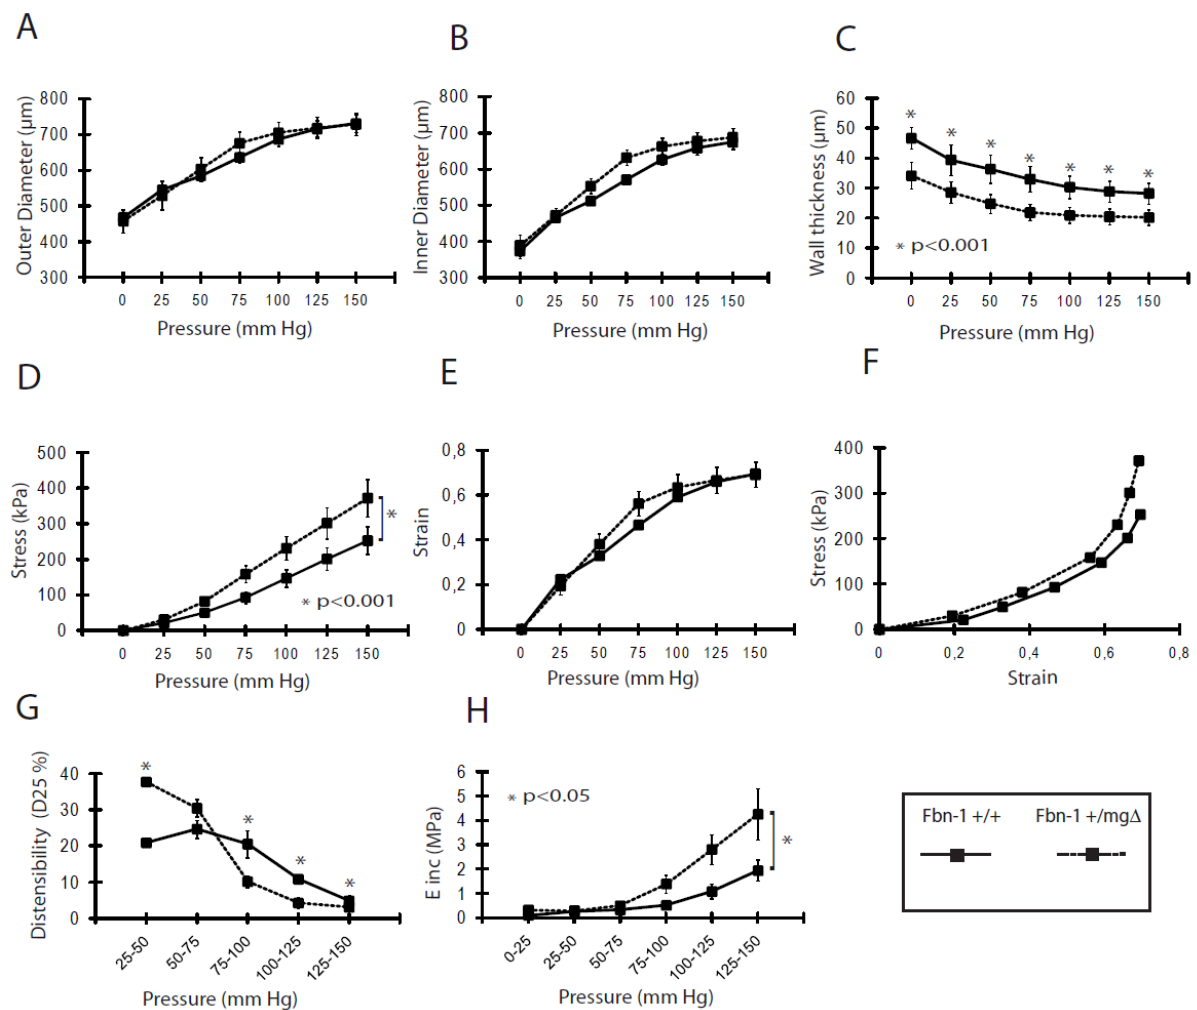 A
B
C
Outer Diameter (µm)
800
700
600
500
400
300
0 25 50 75 100 125 150
Pressure (mm Hg)
Inner Diameter (µm)
800
700
600
500
400
300
0 25 50 75 100 125 150
Pressure (mm Hg)
Wall thickness (µm)
60
50
40
30
20
10
0
* * * * * * *
* p<0.001
0 25 50 75 100 125 150
Pressure (mm Hg)
D
E
F
Stress (kPa)
500
400
300
200
100
0
*
* p<0.001
0 25 50 75 100 125 150
Pressure (mm Hg)
Strain
0,8
0,6
0,4
0,2
0
0 25 50 75 100 125 150
Pressure (mm Hg)
Stress (kPa)
400
300
200
100
0
0 0,2 0,4 0,6 0,8
Strain
G
H
Distensibility (D25 %)
40
30
20
10
0
* * * *
25-50 50-75 75-100 100-125 125-150
Pressure (mm Hg)
E inc (MPa)
6
5
4
3
2
1
0
* p<0.05
*
0-25 25-50 50-75 75-100 100-125 125-150
Pressure (mm Hg)
Fbn-1 +/+ Fbn-1 +/mgΔ